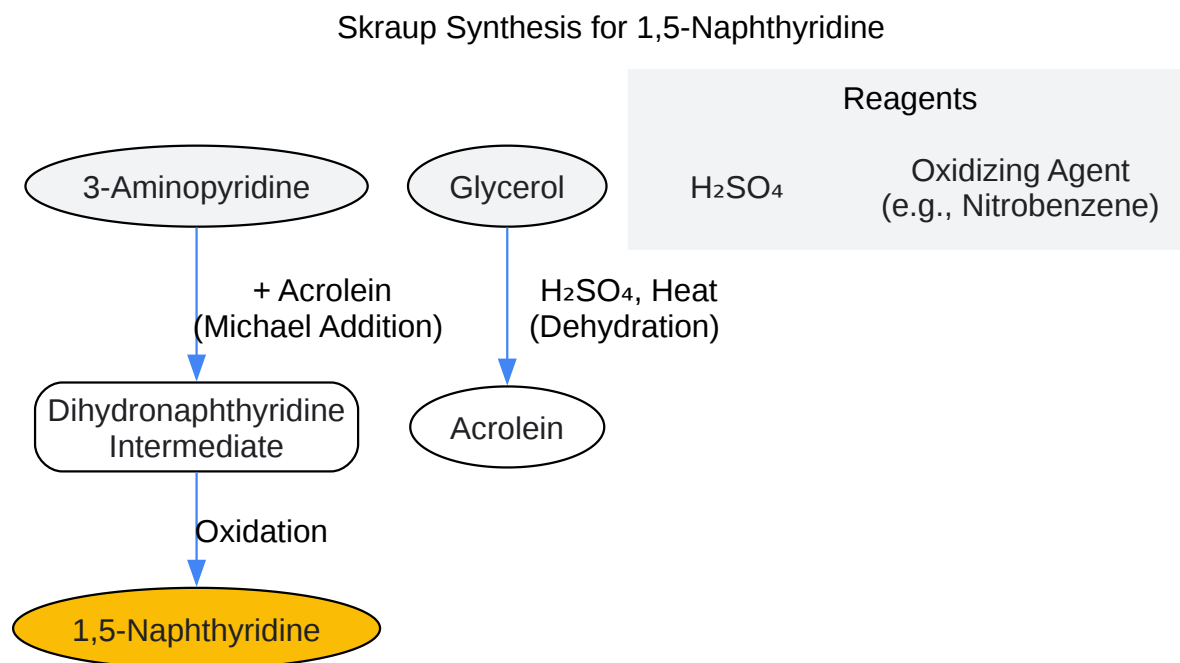 Skraup Synthesis for 1,5-Naphthyridine
Reagents
3-Aminopyridine
Glycerol
H₂SO₄
Oxidizing Agent
(e.g., Nitrobenzene)
+ Acrolein
(Michael Addition)
H₂SO₄, Heat
(Dehydration)
Dihydronaphthyridine
Intermediate
Acrolein
Oxidation
1,5-Naphthyridine